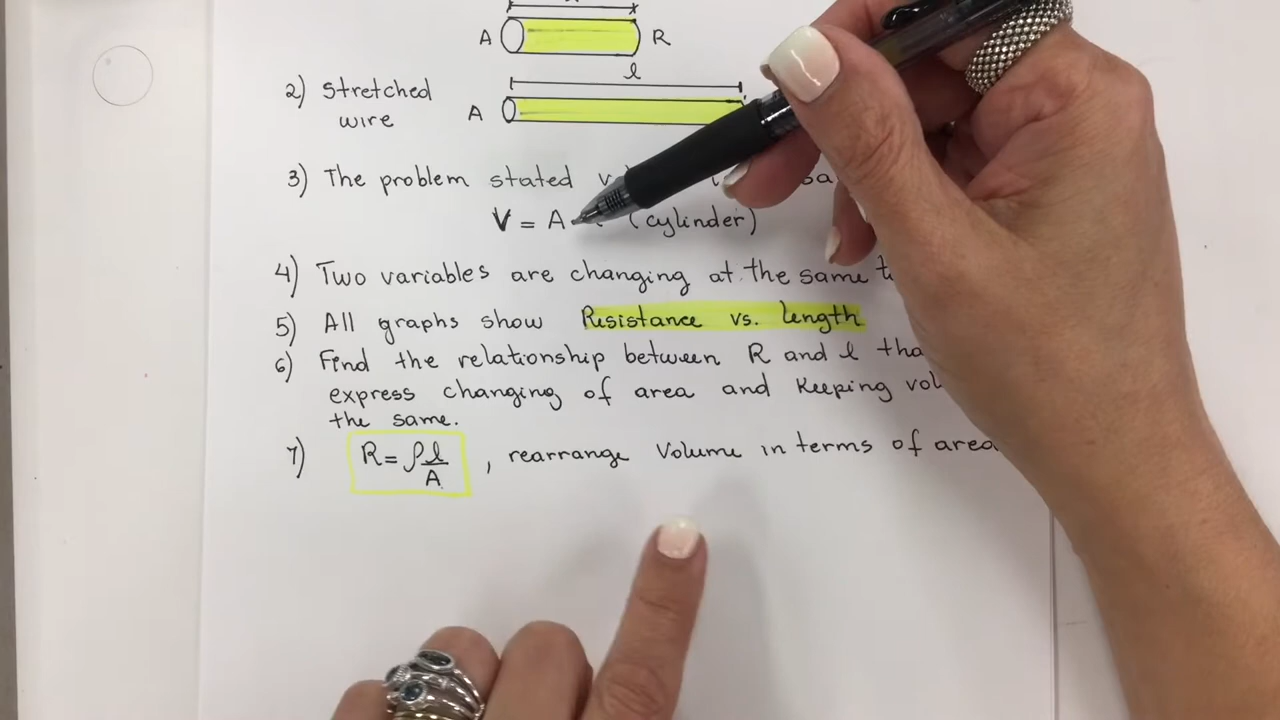 A R
l
2) Stretched
wire A
3) The problem stated
V = A (cylinder)
4) Two variables are changing at the same
5) All graphs show Resistance vs. length
6) Find the relationship between R and l
express changing of area and keeping
the same.
7) R = ρ l/A , rearrange Volume in terms of area